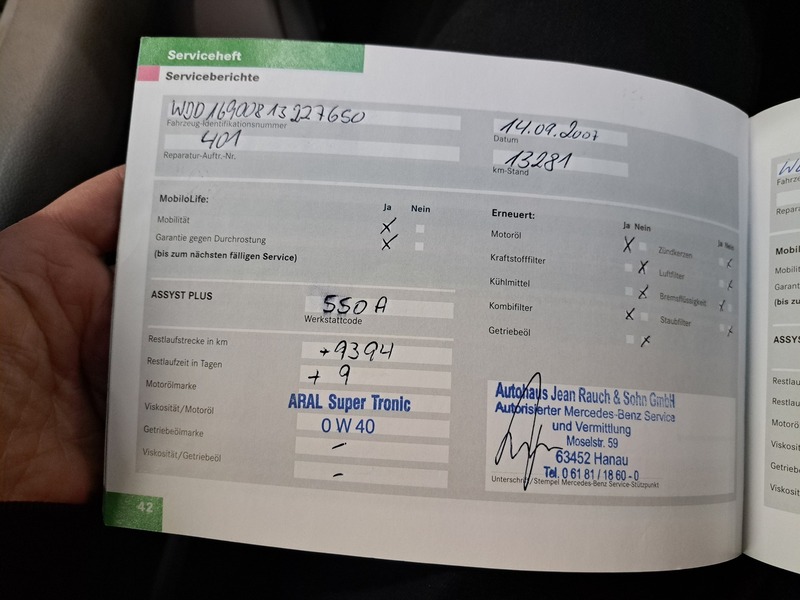 Serviceheft
Serviceberichte
WDD1690081J227650
Fahrzeug-Identifikationsnummer
401
Reparatur-Auftr.-Nr.
14.09.2007
Datum
13281
km-Stand
MobiloLife:
Ja Nein
Mobilität X
Garantie gegen Durchrostung X
(bis zum nächsten fälligen Service)
ASSYST PLUS
550A
Werkstattcode
Restlaufstrecke in km +9394
Restlaufzeit in Tagen + 9
Motorölmarke ARAL Super Tronic
Viskosität/Motoröl 0 W 40
Getriebeölmarke –
Viskosität/Getriebeöl –
Erneuert:
Ja Nein Ja Nein
Motoröl X Zündkerzen X
Kraftstofffilter X Luftfilter X
Kühlmittel X Bremsflüssigkeit X
Kombifilter X Staubfilter X
Getriebeöl X
Autohaus Jean Rauch & Sohn GmbH
Autorisierter Mercedes-Benz Service
und Vermittlung
Moselstr. 59
63452 Hanau
Tel. 0 61 81 / 18 60 - 0
Unterschrift/Stempel Mercedes-Benz Service-Stützpunkt
42